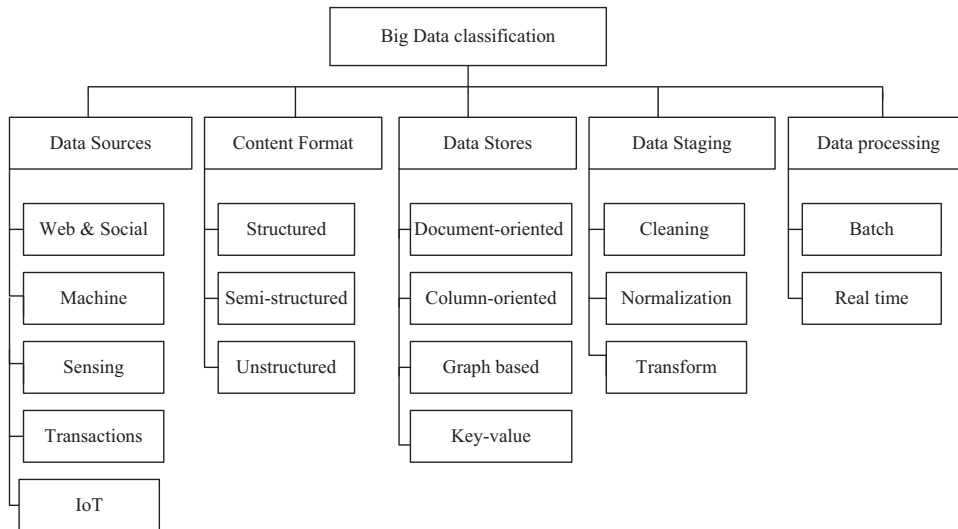 Big Data classification
Data Sources
Content Format
Data Stores
Data Staging
Data processing
Web & Social
Structured
Document-oriented
Cleaning
Batch
Machine
Semi-structured
Column-oriented
Normalization
Real time
Sensing
Unstructured
Graph based
Transform
Transactions
Key-value
IoT